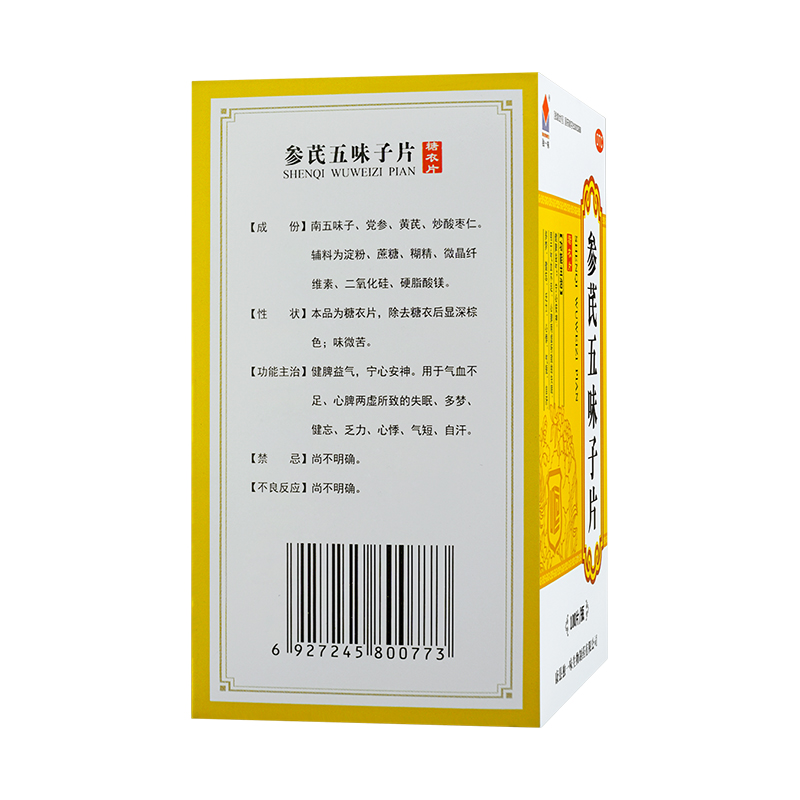 参芪五味子片
糖衣片
SHENQI WUWEIZI PIAN
【成　份】南五味子、党参、黄芪、炒酸枣仁。
辅料为淀粉、蔗糖、糊精、微晶纤
维素、二氧化硅、硬脂酸镁。
【性　状】本品为糖衣片，除去糖衣后显深棕
色；味微苦。
【功能主治】健脾益气，宁心安神。用于气血不
足、心脾两虚所致的失眠、多梦、
健忘、乏力、心悸、气短、自汗。
【禁　忌】尚不明确。
【不良反应】尚不明确。
6 927245 800773
OTC
糖衣片
SHENQI WUWEIZI PIAN
参芪五味子片